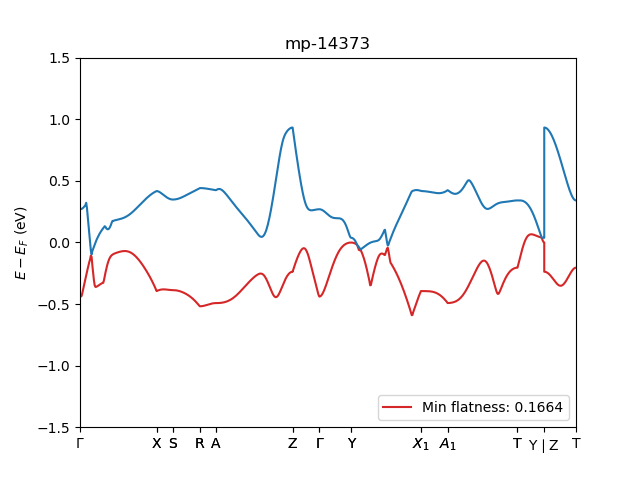 mp-14373
1.5
1.0
0.5
0.0
−0.5
−1.0
−1.5
E − E_F (eV)
Min flatness: 0.1664
Γ X S R A Z Γ Y X₁ A₁ T Y | Z T